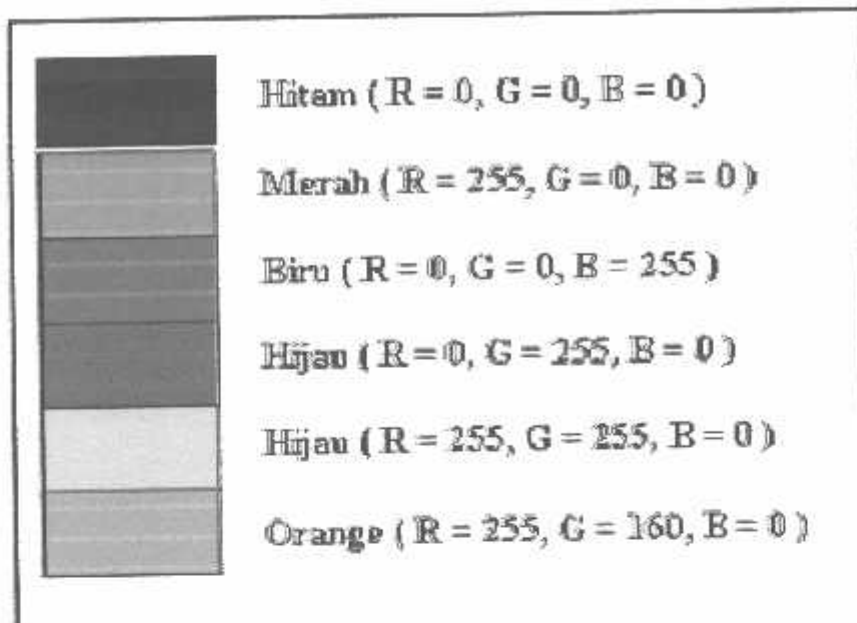 Hitam ( R = 0, G = 0, B = 0 )
Merah ( R = 255, G = 0, B = 0 )
Biru ( R = 0, G = 0, B = 255 )
Hijau ( R = 0, G = 255, B = 0 )
Hijau ( R = 255, G = 255, B = 0 )
Orange ( R = 255, G = 160, B = 0 )